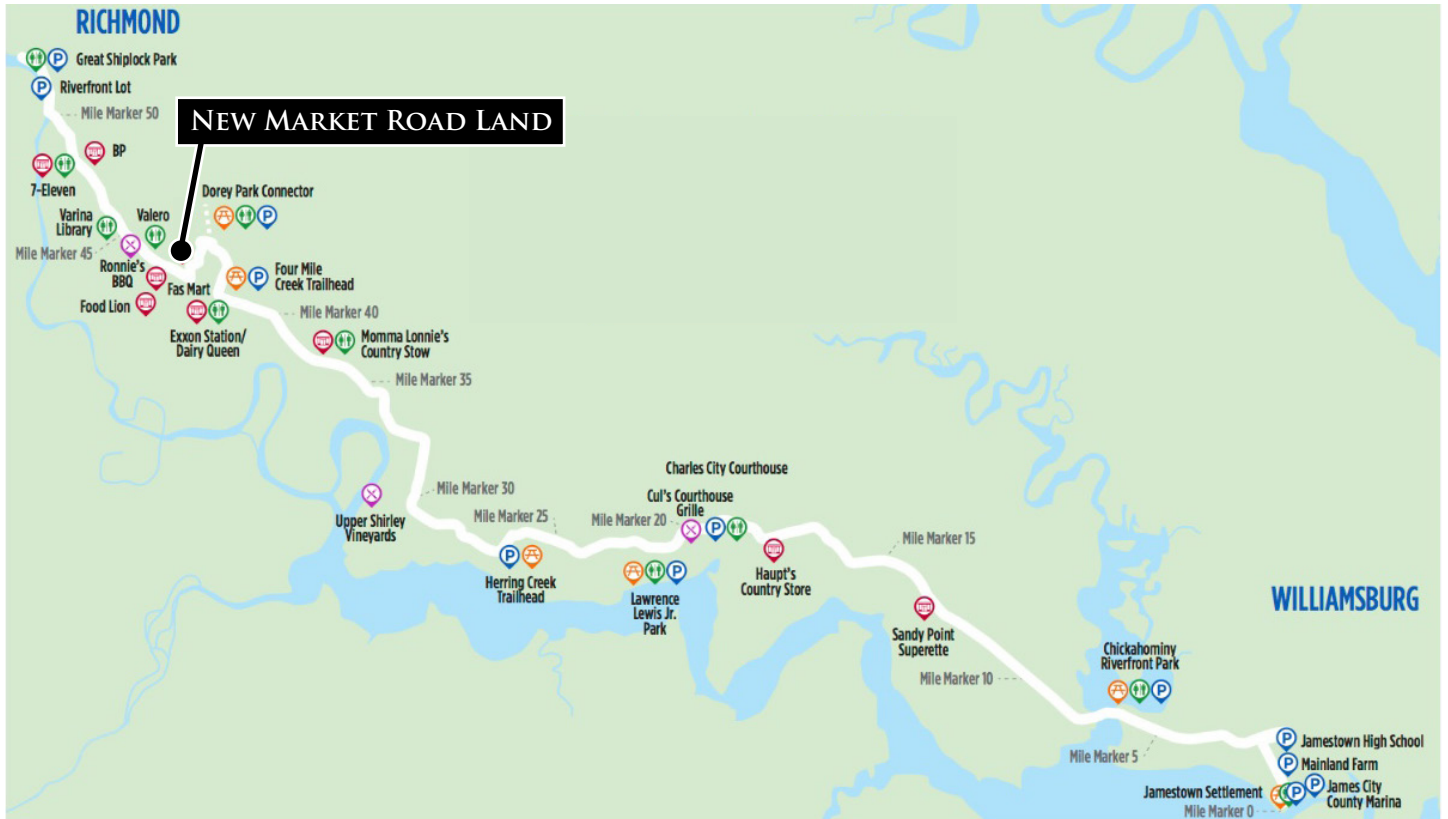 RICHMOND
P
Great Shiplock Park
P
Riverfront Lot
Mile Marker 50
NEW MARKET ROAD LAND
BP
7-Eleven
Dorey Park Connector
P
Varina
Library
Valero
Mile Marker 45
Ronnie's
BBQ
Fas Mart
P
Four Mile
Creek Trailhead
Food Lion
Mile Marker 40
Exxon Station/
Dairy Queen
Momma Lonnie's
Country Stow
Mile Marker 35
Charles City Courthouse
Mile Marker 30
Cul's Courthouse
Grille
Upper Shirley
Vineyards
Mile Marker 25
Mile Marker 20
P
Mile Marker 15
P
Herring Creek
Trailhead
P
Lawrence
Lewis Jr.
Park
Haupt's
Country Store
WILLIAMSBURG
Sandy Point
Superette
Chickahominy
Riverfront Park
P
Mile Marker 10
Mile Marker 5
P
Jamestown High School
P
Mainland Farm
Jamestown Settlement
P
P
James City
County Marina
Mile Marker 0